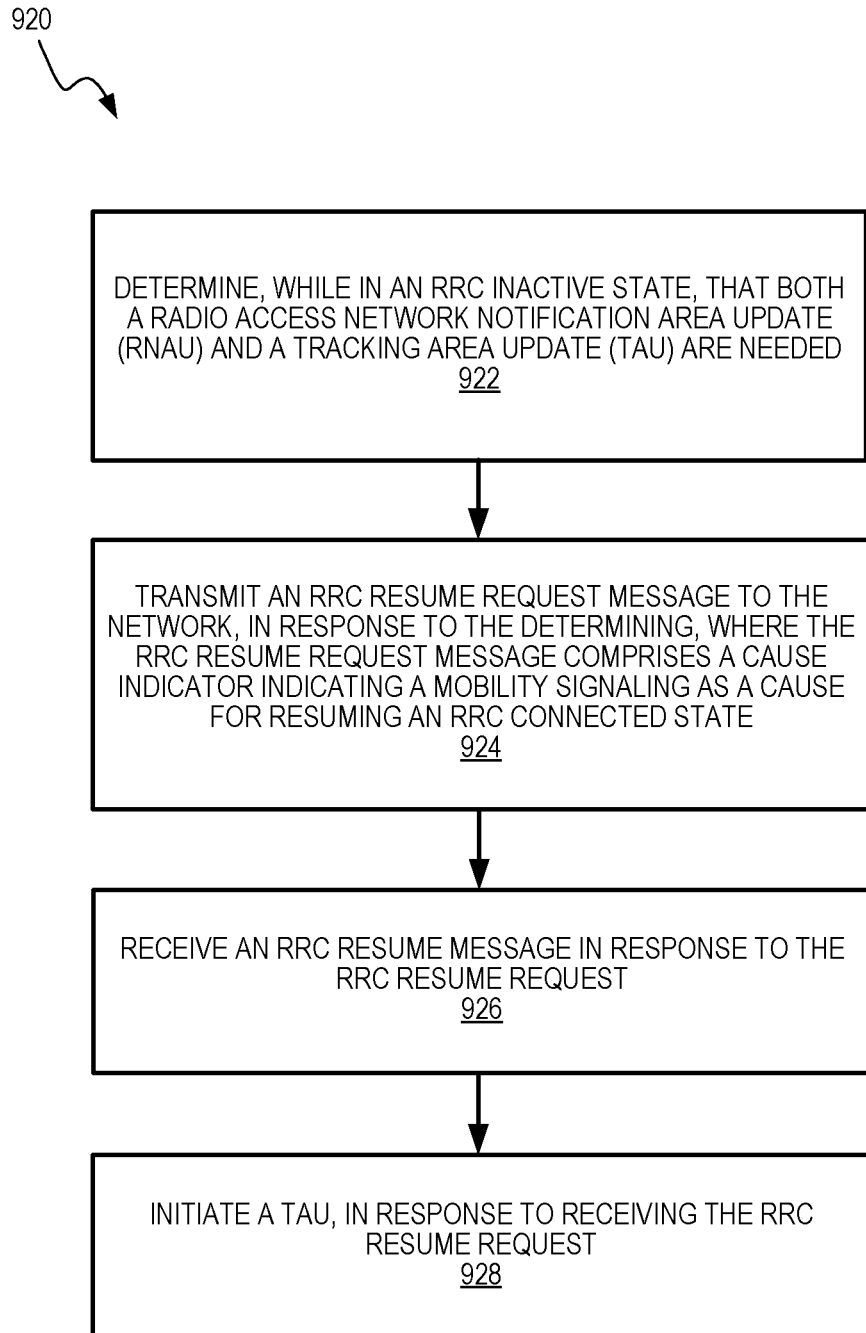 920
DETERMINE, WHILE IN AN RRC INACTIVE STATE, THAT BOTH
A RADIO ACCESS NETWORK NOTIFICATION AREA UPDATE
(RNAU) AND A TRACKING AREA UPDATE (TAU) ARE NEEDED
922
TRANSMIT AN RRC RESUME REQUEST MESSAGE TO THE
NETWORK, IN RESPONSE TO THE DETERMINING, WHERE THE
RRC RESUME REQUEST MESSAGE COMPRISES A CAUSE
INDICATOR INDICATING A MOBILITY SIGNALING AS A CAUSE
FOR RESUMING AN RRC CONNECTED STATE
924
RECEIVE AN RRC RESUME MESSAGE IN RESPONSE TO THE
RRC RESUME REQUEST
926
INITIATE A TAU, IN RESPONSE TO RECEIVING THE RRC
RESUME REQUEST
928